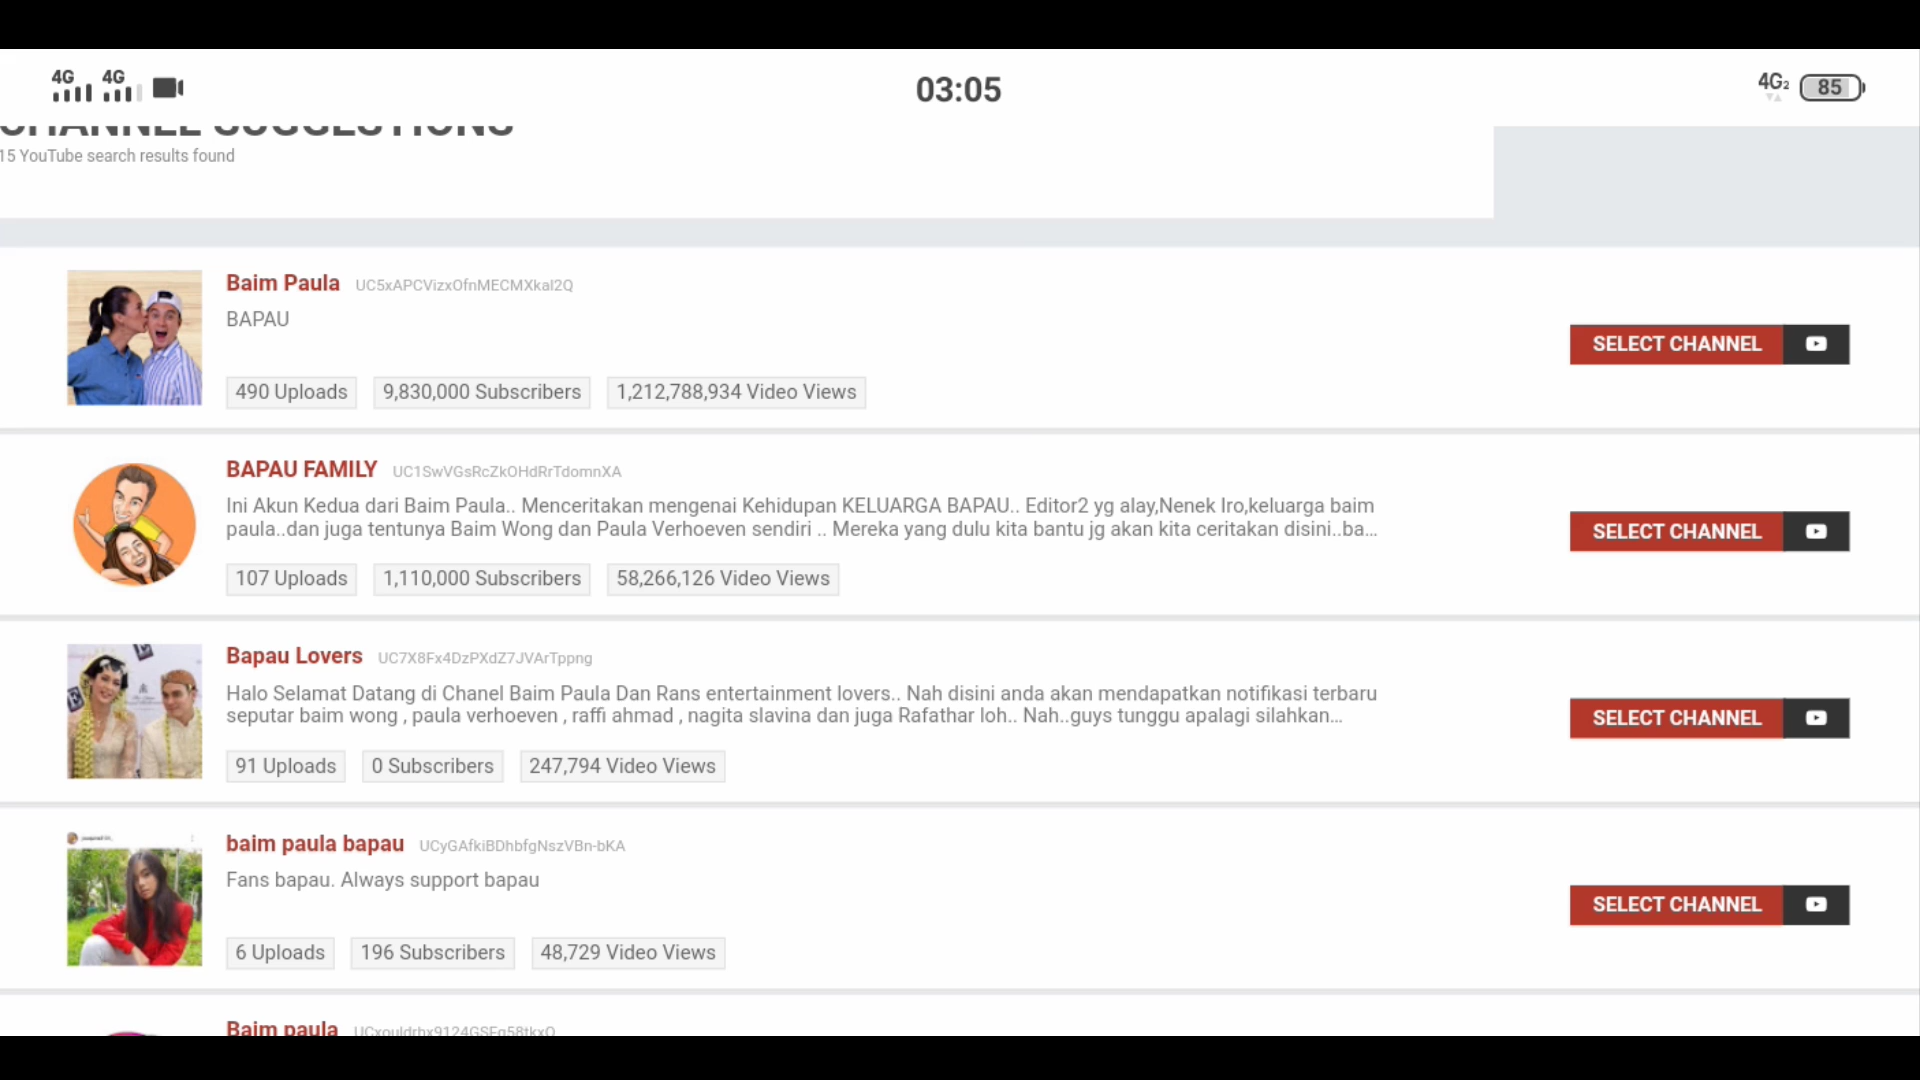 4G 4G 03:05 4G2 85
CHANNEL SUGGESTIONS
15 YouTube search results found
Baim Paula UC5xAPCVizxOfnMECMXkal2Q
BAPAU
SELECT CHANNEL
490 Uploads 9,830,000 Subscribers 1,212,788,934 Video Views
BAPAU FAMILY UC1SwVGsRcZkOHdRrTdomnXA
Ini Akun Kedua dari Baim Paula.. Menceritakan mengenai Kehidupan KELUARGA BAPAU.. Editor2 yg alay,Nenek Iro,keluarga baim
paula..dan juga tentunya Baim Wong dan Paula Verhoeven sendiri .. Mereka yang dulu kita bantu jg akan kita ceritakan disini..ba...
SELECT CHANNEL
107 Uploads 1,110,000 Subscribers 58,266,126 Video Views
Bapau Lovers UC7X8Fx4DzPXdZ7JVArTppng
Halo Selamat Datang di Chanel Baim Paula Dan Rans entertainment lovers.. Nah disini anda akan mendapatkan notifikasi terbaru
seputar baim wong , paula verhoeven , raffi ahmad , nagita slavina dan juga Rafathar loh.. Nah..guys tunggu apalagi silahkan...
SELECT CHANNEL
91 Uploads 0 Subscribers 247,794 Video Views
baim paula bapau UCyGAfkiBDhbfgNszVBn-bKA
Fans bapau. Always support bapau
SELECT CHANNEL
6 Uploads 196 Subscribers 48,729 Video Views
Baim paula UCxouldrhx9124GSFq58tkxQ